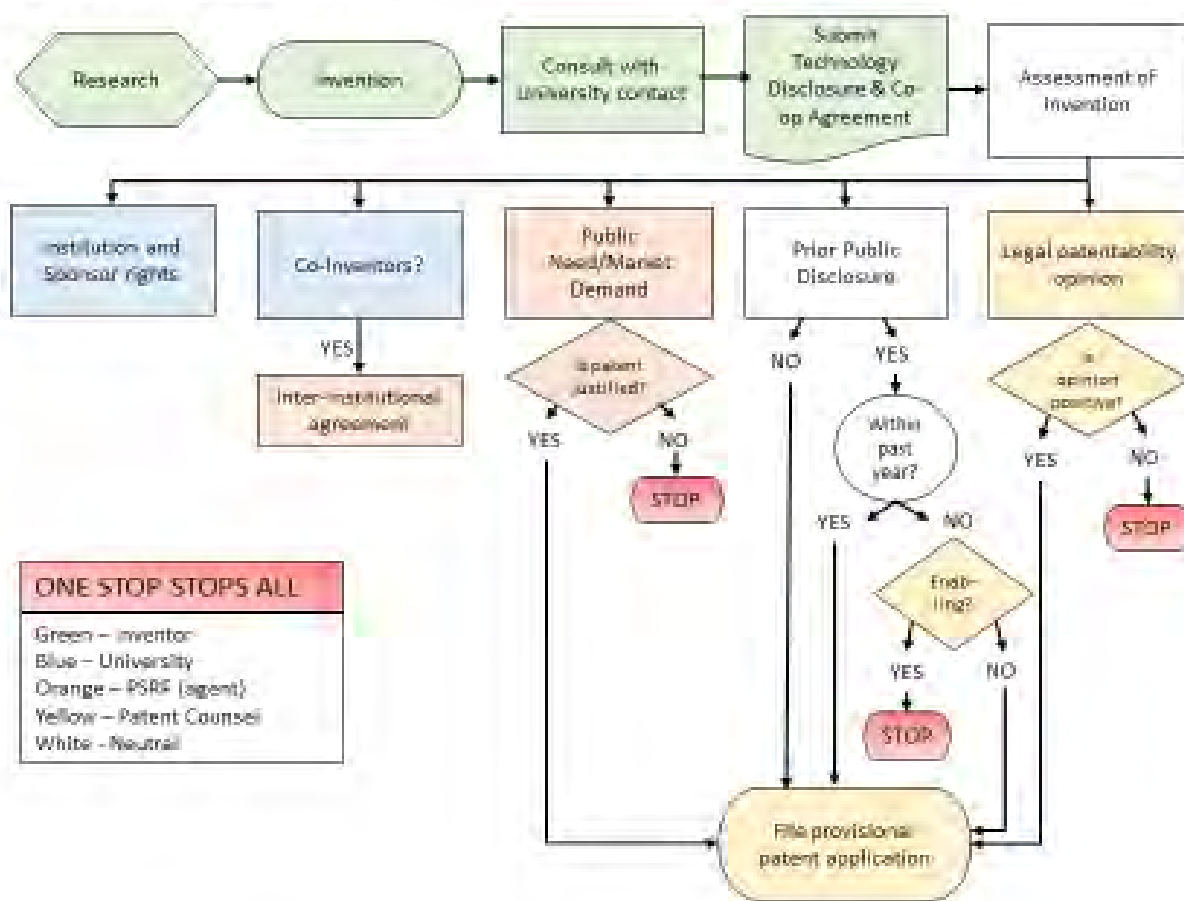 Research
Invention
Consult with
University contact
Submit
Technology
Disclosure & Co-
op Agreement
Assessment of
Invention
Institution and
Sponsor rights
Co-Inventors?
Public
Need/Market
Demand
Prior Public
Disclosure
Legal patentability
opinion
YES
Inter-institutional
agreement
Is patent
justified?
YES
NO
STOP
NO
YES
Within
past
year?
YES
NO
Enab-
ling?
YES
NO
STOP
Is
opinion
positive?
YES
NO
STOP
File provisional
patent application
ONE STOP STOPS ALL
Green – Inventor
Blue – University
Orange – PSRF (agent)
Yellow – Patent Counsel
White - Neutral